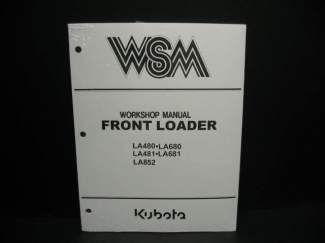 WSM
WORKSHOP MANUAL
FRONT LOADER
LA480•LA680
LA481•LA681
LA852
Kubota